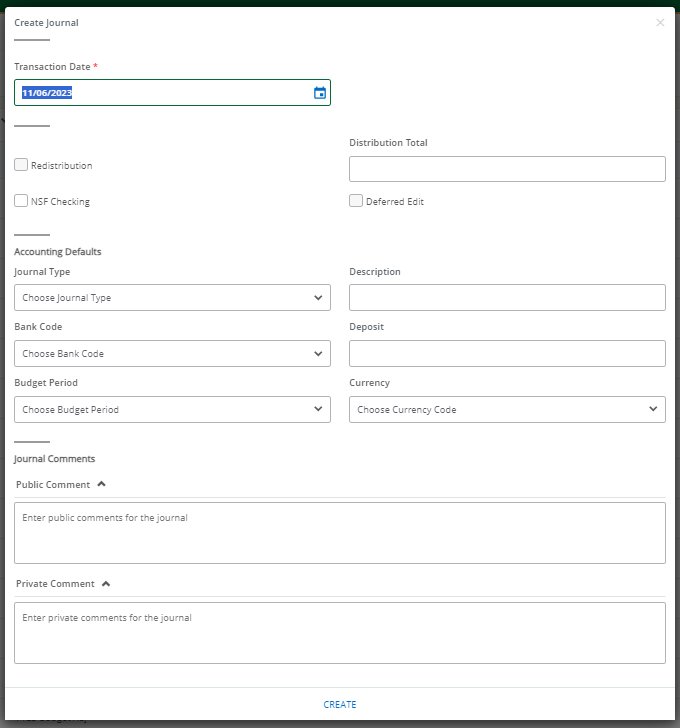 Create Journal
Transaction Date *
11/06/2023
Distribution Total
Redistribution
NSF Checking
Deferred Edit
Accounting Defaults
Journal Type
Description
Choose Journal Type
Bank Code
Deposit
Choose Bank Code
Budget Period
Currency
Choose Budget Period
Choose Currency Code
Journal Comments
Public Comment
Enter public comments for the journal
Private Comment
Enter private comments for the journal
CREATE